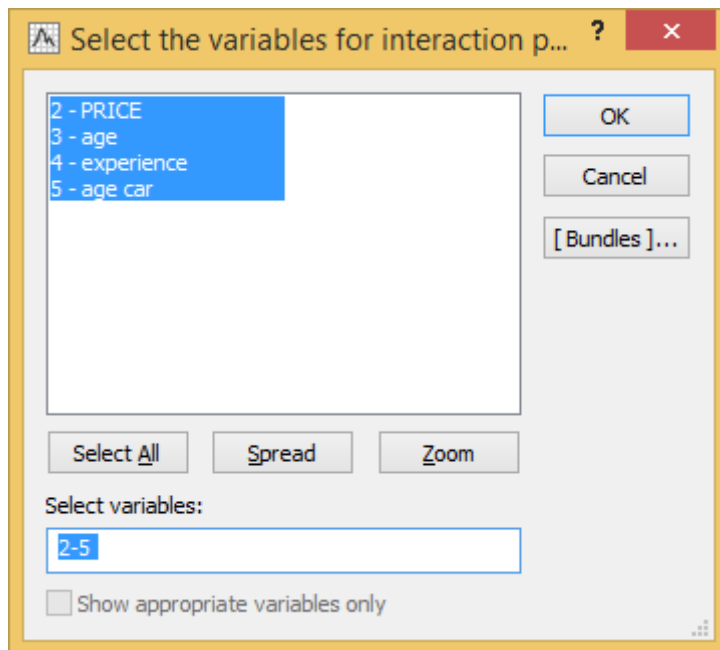 Select the variables for interaction p... ?
2 - PRICE
3 - age
4 - experience
5 - age car
OK
Cancel
[ Bundles ]...
Select All
Spread
Zoom
Select variables:
2-5
Show appropriate variables only